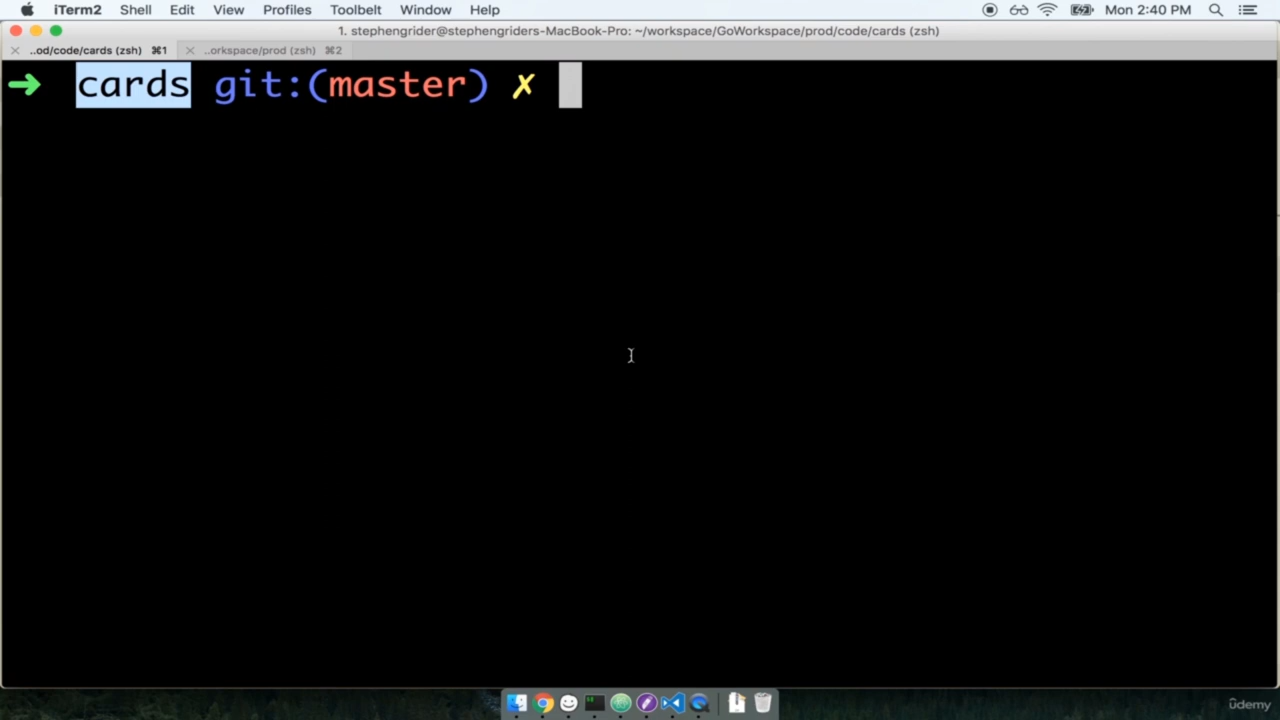 iTerm2 Shell Edit View Profiles Toolbelt Window Help Mon 2:40 PM
1. stephengrider@stephengriders-MacBook-Pro: ~/workspace/GoWorkspace/prod/code/cards (zsh)
..od/code/cards (zsh) ⌘1 ..orkspace/prod (zsh) ⌘2
➜ cards git:(master) ✗
ûdemy